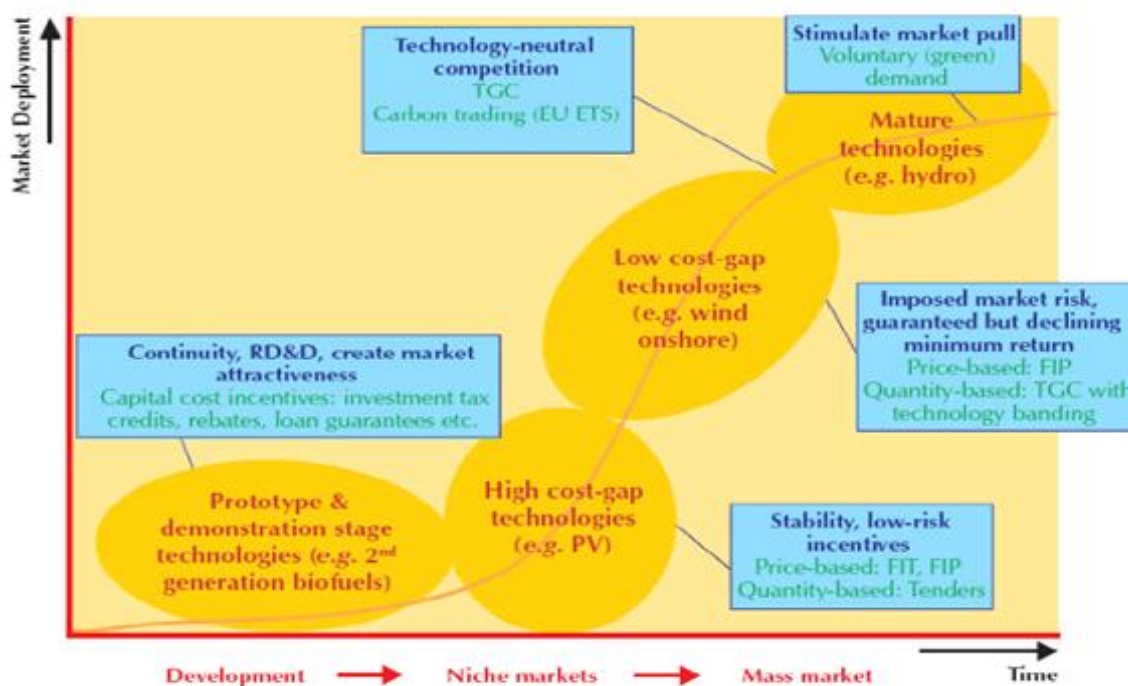 Market Deployment
Technology-neutral
competition
TGC
Carbon trading (EU ETS)
Stimulate market pull
Voluntary (green)
demand
Mature
technologies
(e.g. hydro)
Low cost-gap
technologies
(e.g. wind
onshore)
Imposed market risk,
guaranteed but declining
minimum return
Price-based: FIP
Quantity-based: TGC with
technology banding
Continuity, RD&D, create market
attractiveness
Capital cost incentives: investment tax
credits, rebates, loan guarantees etc.
Prototype &
demonstration stage
technologies (e.g. 2nd
generation biofuels)
High cost-gap
technologies
(e.g. PV)
Stability, low-risk
incentives
Price-based: FIT, FIP
Quantity-based: Tenders
Development Niche markets Mass market Time